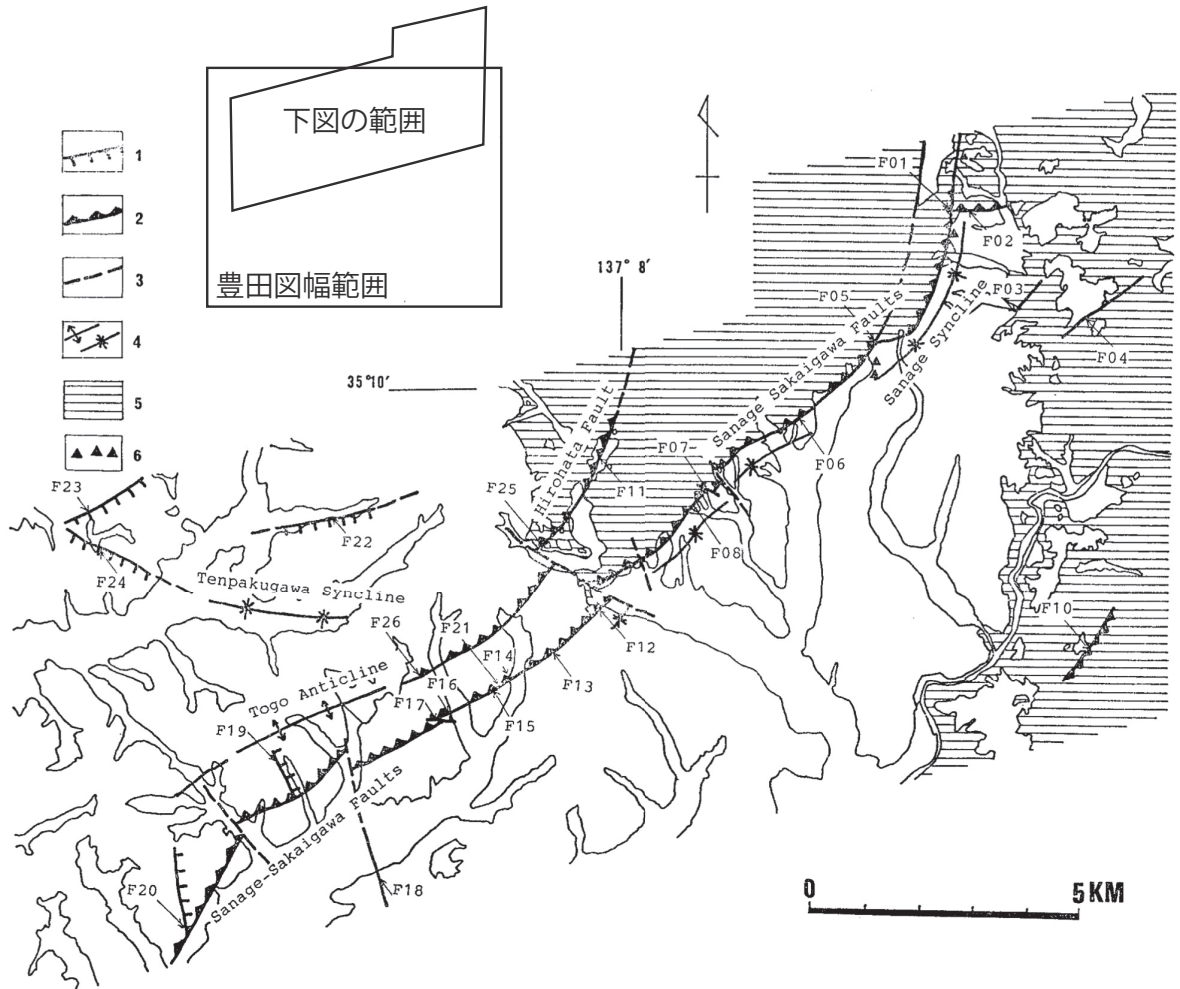 下図の範囲
豊田図幅範囲
1
2
3
4
5
6
137° 8′
35°10′
F01
F02
F03
F04
F05
Sanage Sakaigawa Faults
Sanage Syncline
F06
F07
F08
Hirohata Fault
F11
F25
F10
F23
F22
F24
Tenpakugawa Syncline
F26
F21
F14
F12
F13
F16
F17
F15
Togo Anticline
F19
Sanage-Sakaigawa Faults
F20
F18
0
5 KM